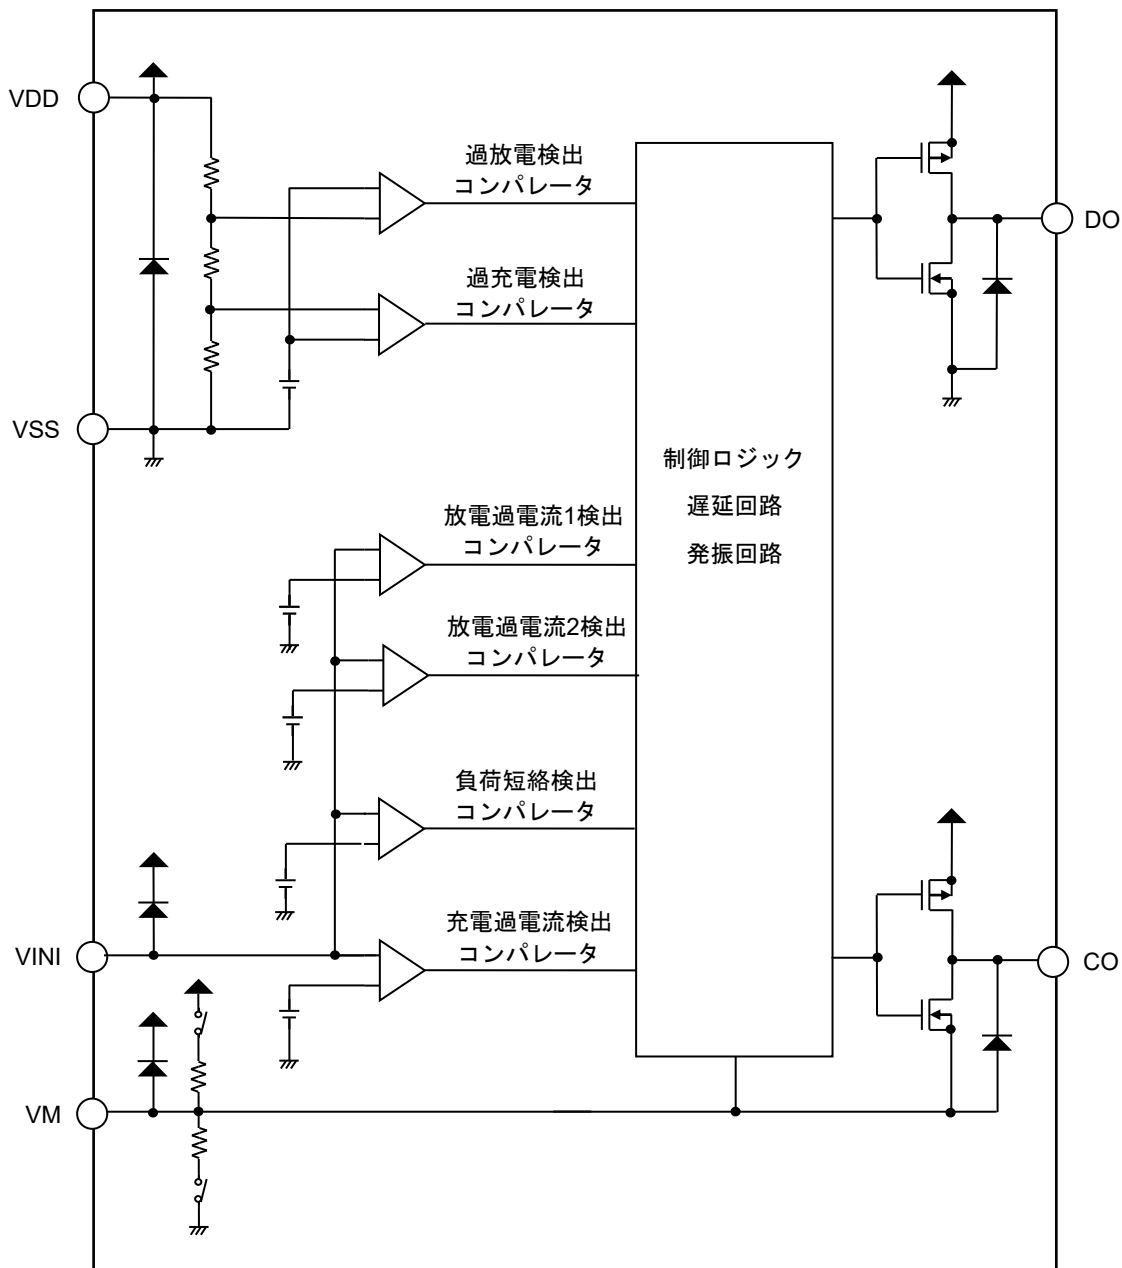 VDD
過放電検出
コンパレータ
DO
過充電検出
コンパレータ
VSS
制御ロジック
遅延回路
発振回路
放電過電流1検出
コンパレータ
放電過電流2検出
コンパレータ
負荷短絡検出
コンパレータ
充電過電流検出
コンパレータ
VINI
CO
VM